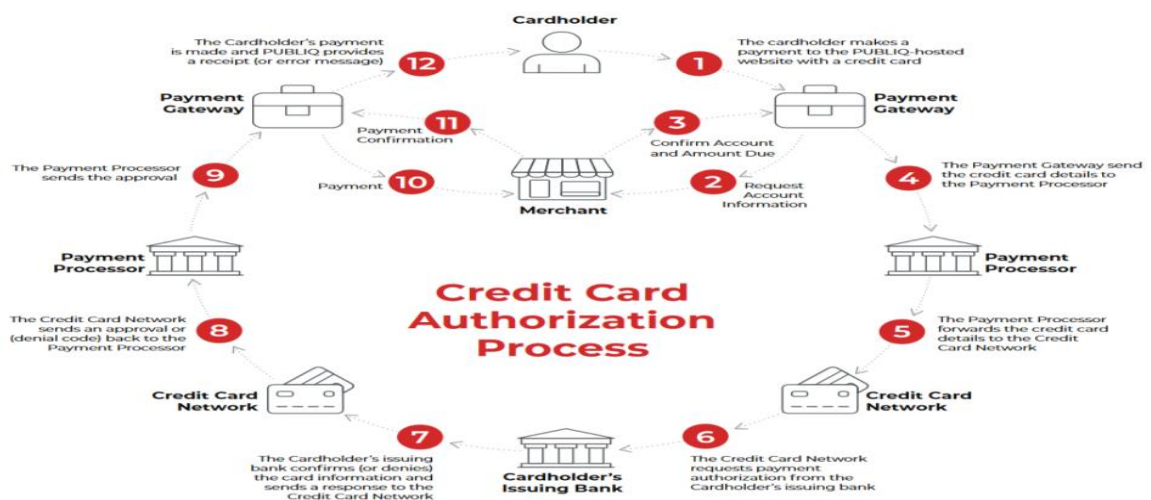 Cardholder
The Cardholder's payment
is made and PUBLIQ provides
a receipt (or error message)
12
1
The cardholder makes a
payment to the PUBLIQ-hosted
website with a credit card
Payment
Gateway
Payment
Gateway
11
Payment
Confirmation
3
Confirm Account
and Amount Due
9
The Payment Processor
sends the approval
Payment
10
Merchant
2
Request
Account
Information
4
The Payment Gateway send
the credit card details to
the Payment Processor
Payment
Processor
Payment
Processor
Credit Card
Authorization
Process
The Credit Card Network
sends an approval or
(denial code) back to the
Payment Processor
8
5
The Payment Processor
forwards the credit card
details to the Credit
Card Network
Credit Card
Network
Credit Card
Network
7
The Cardholder's issuing
bank confirms (or denies)
the card information and
sends a response to the
Credit Card Network
Cardholder's
Issuing Bank
6
The Credit Card Network
requests payment
authorization from the
Cardholder's issuing bank